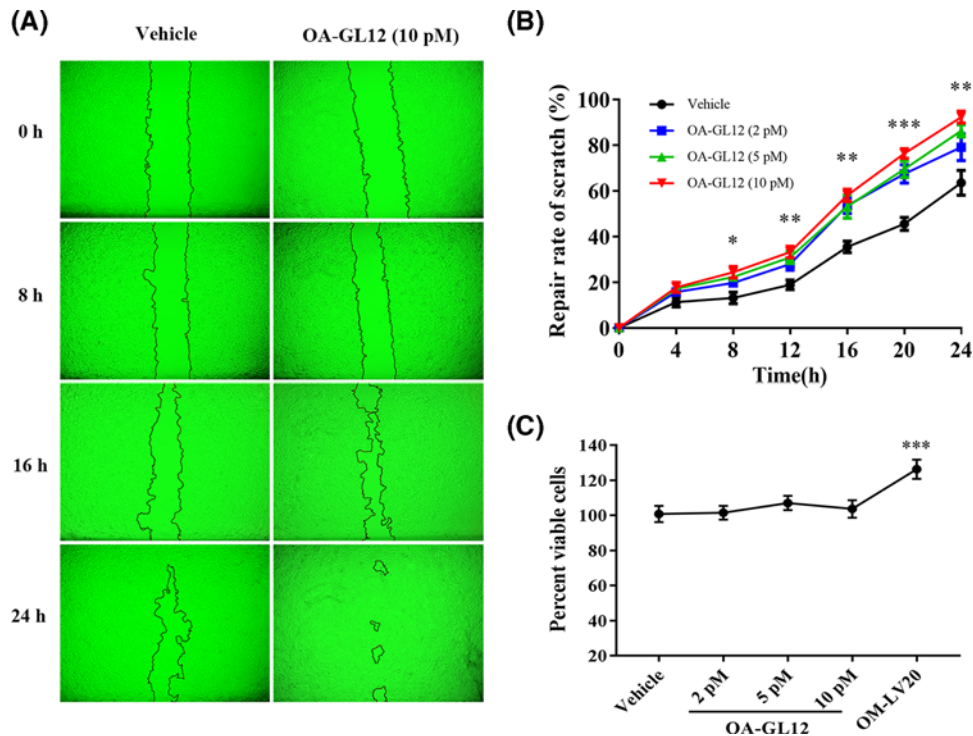 (A)
Vehicle
OA-GL12 (10 pM)
0 h
8 h
16 h
24 h
(B)
Repair rate of scratch (%)
100
80
60
40
20
0
Vehicle
OA-GL12 (2 pM)
OA-GL12 (5 pM)
OA-GL12 (10 pM)
*
**
**
***
**
0 4 8 12 16 20 24
Time(h)
(C)
Percent viable cells
140
120
100
80
60
40
20
***
Vehicle
2 pM
5 pM
10 pM
OM-LV20
OA-GL12